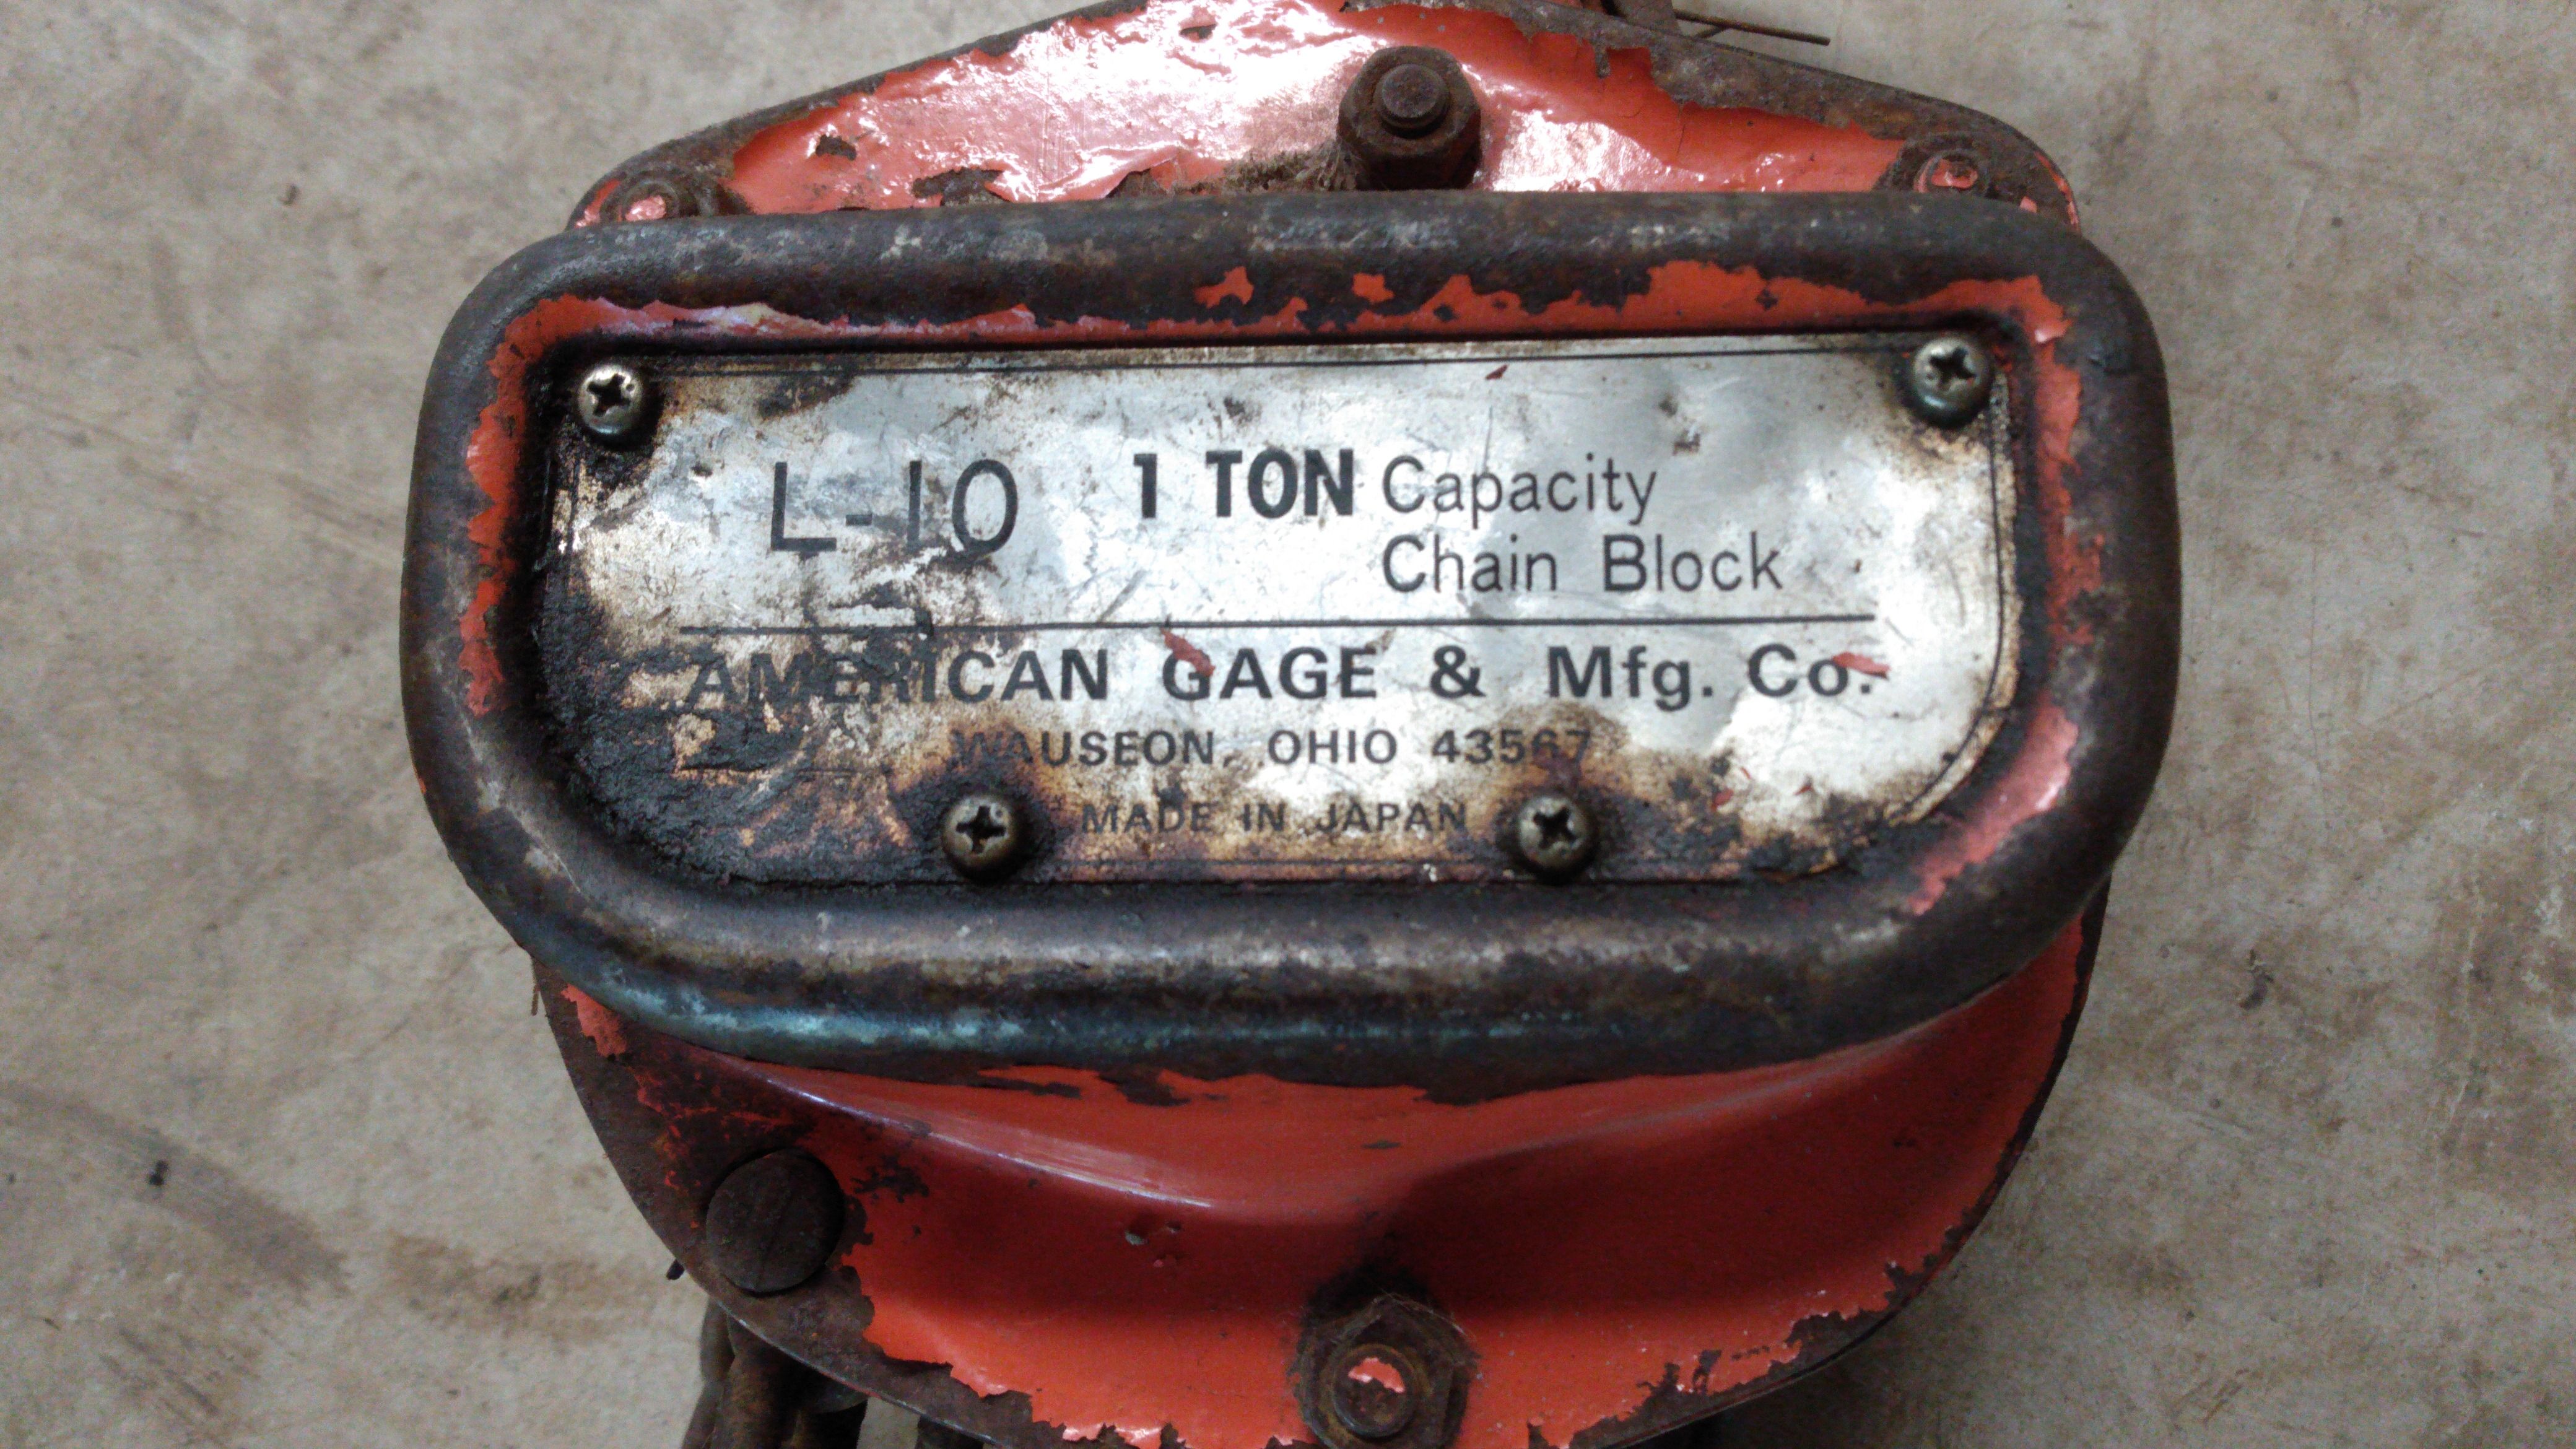 L-10 1 TON Capacity
Chain Block
AMERICAN GAGE & Mfg. Co.
WAUSEON, OHIO 43567
MADE IN JAPAN